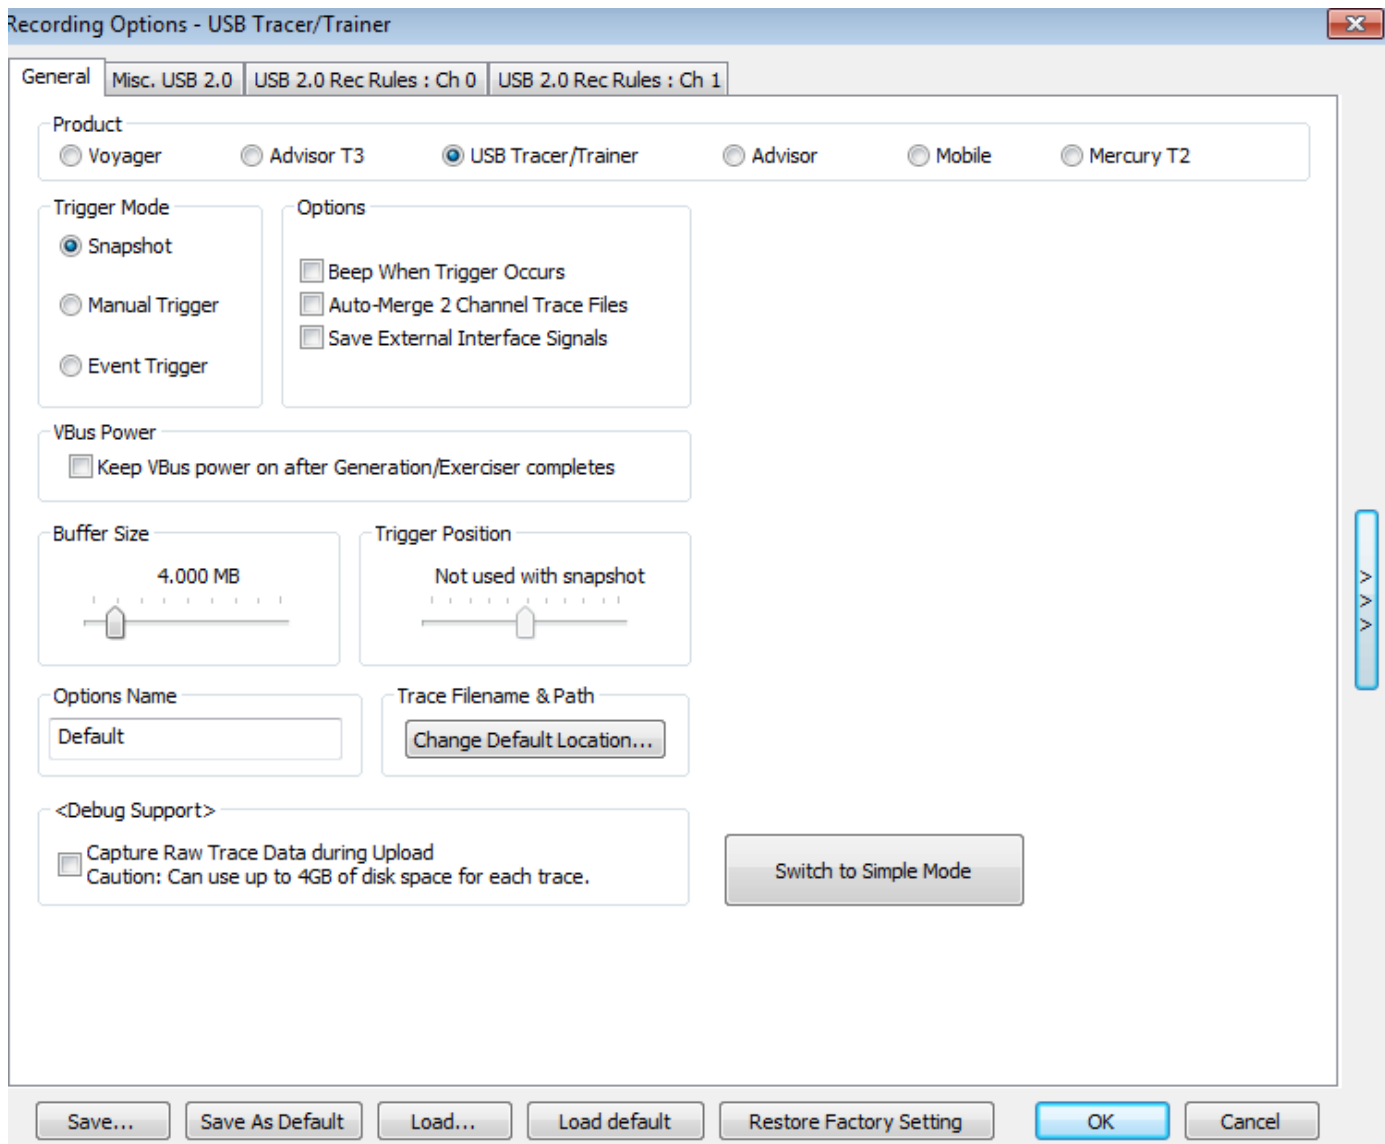 Recording Options - USB Tracer/Trainer
General
Misc. USB 2.0
USB 2.0 Rec Rules : Ch 0
USB 2.0 Rec Rules : Ch 1
Product
Voyager
Advisor T3
USB Tracer/Trainer
Advisor
Mobile
Mercury T2
Trigger Mode
Snapshot
Manual Trigger
Event Trigger
Options
Beep When Trigger Occurs
Auto-Merge 2 Channel Trace Files
Save External Interface Signals
VBus Power
Keep VBus power on after Generation/Exerciser completes
Buffer Size
4.000 MB
Trigger Position
Not used with snapshot
>
>
>
Options Name
Default
Trace Filename & Path
Change Default Location...
<Debug Support>
Capture Raw Trace Data during Upload
Caution: Can use up to 4GB of disk space for each trace.
Switch to Simple Mode
Save...
Save As Default
Load...
Load default
Restore Factory Setting
OK
Cancel